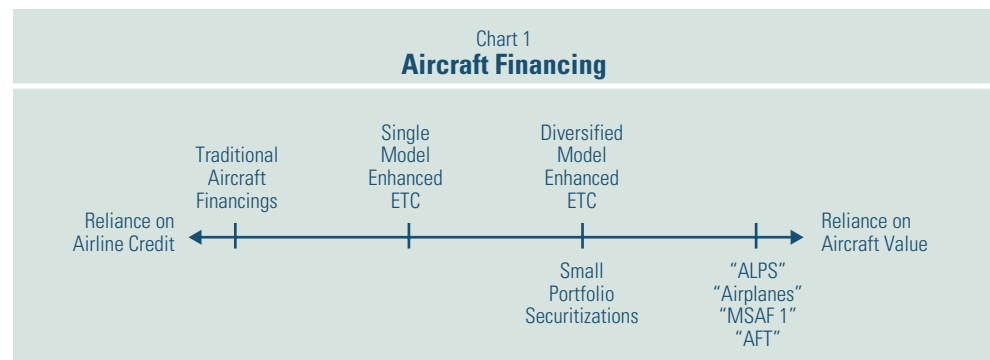 Chart 1
Aircraft Financing
Traditional
Aircraft
Financings
Single
Model
Enhanced
ETC
Diversified
Model
Enhanced
ETC
Reliance on
Airline Credit
Reliance on
Aircraft Value
Small
Portfolio
Securitizations
“ALPS”
“Airplanes”
“MSAF 1”
“AFT”